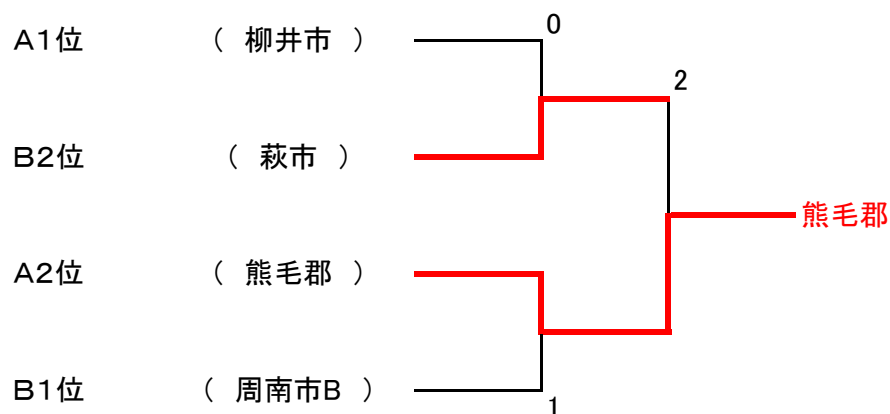 A1位 （ 柳井市 ） 0
2
B2位 （ 萩市 ）
熊毛郡
A2位 （ 熊毛郡 ）
B1位 （ 周南市B ） 1